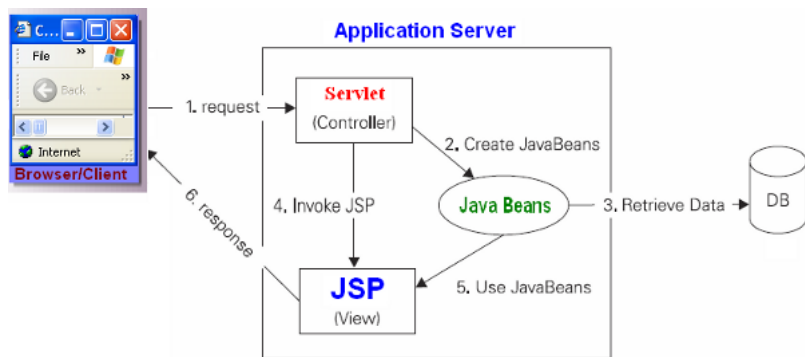 Application Server
C...
File »
Back
»
Internet
Browser/Client
1. request
Servlet
(Controller)
2. Create JavaBeans
6. response
4. Invoke JSP
Java Beans
3. Retrieve Data
DB
JSP
(View)
5. Use JavaBeans